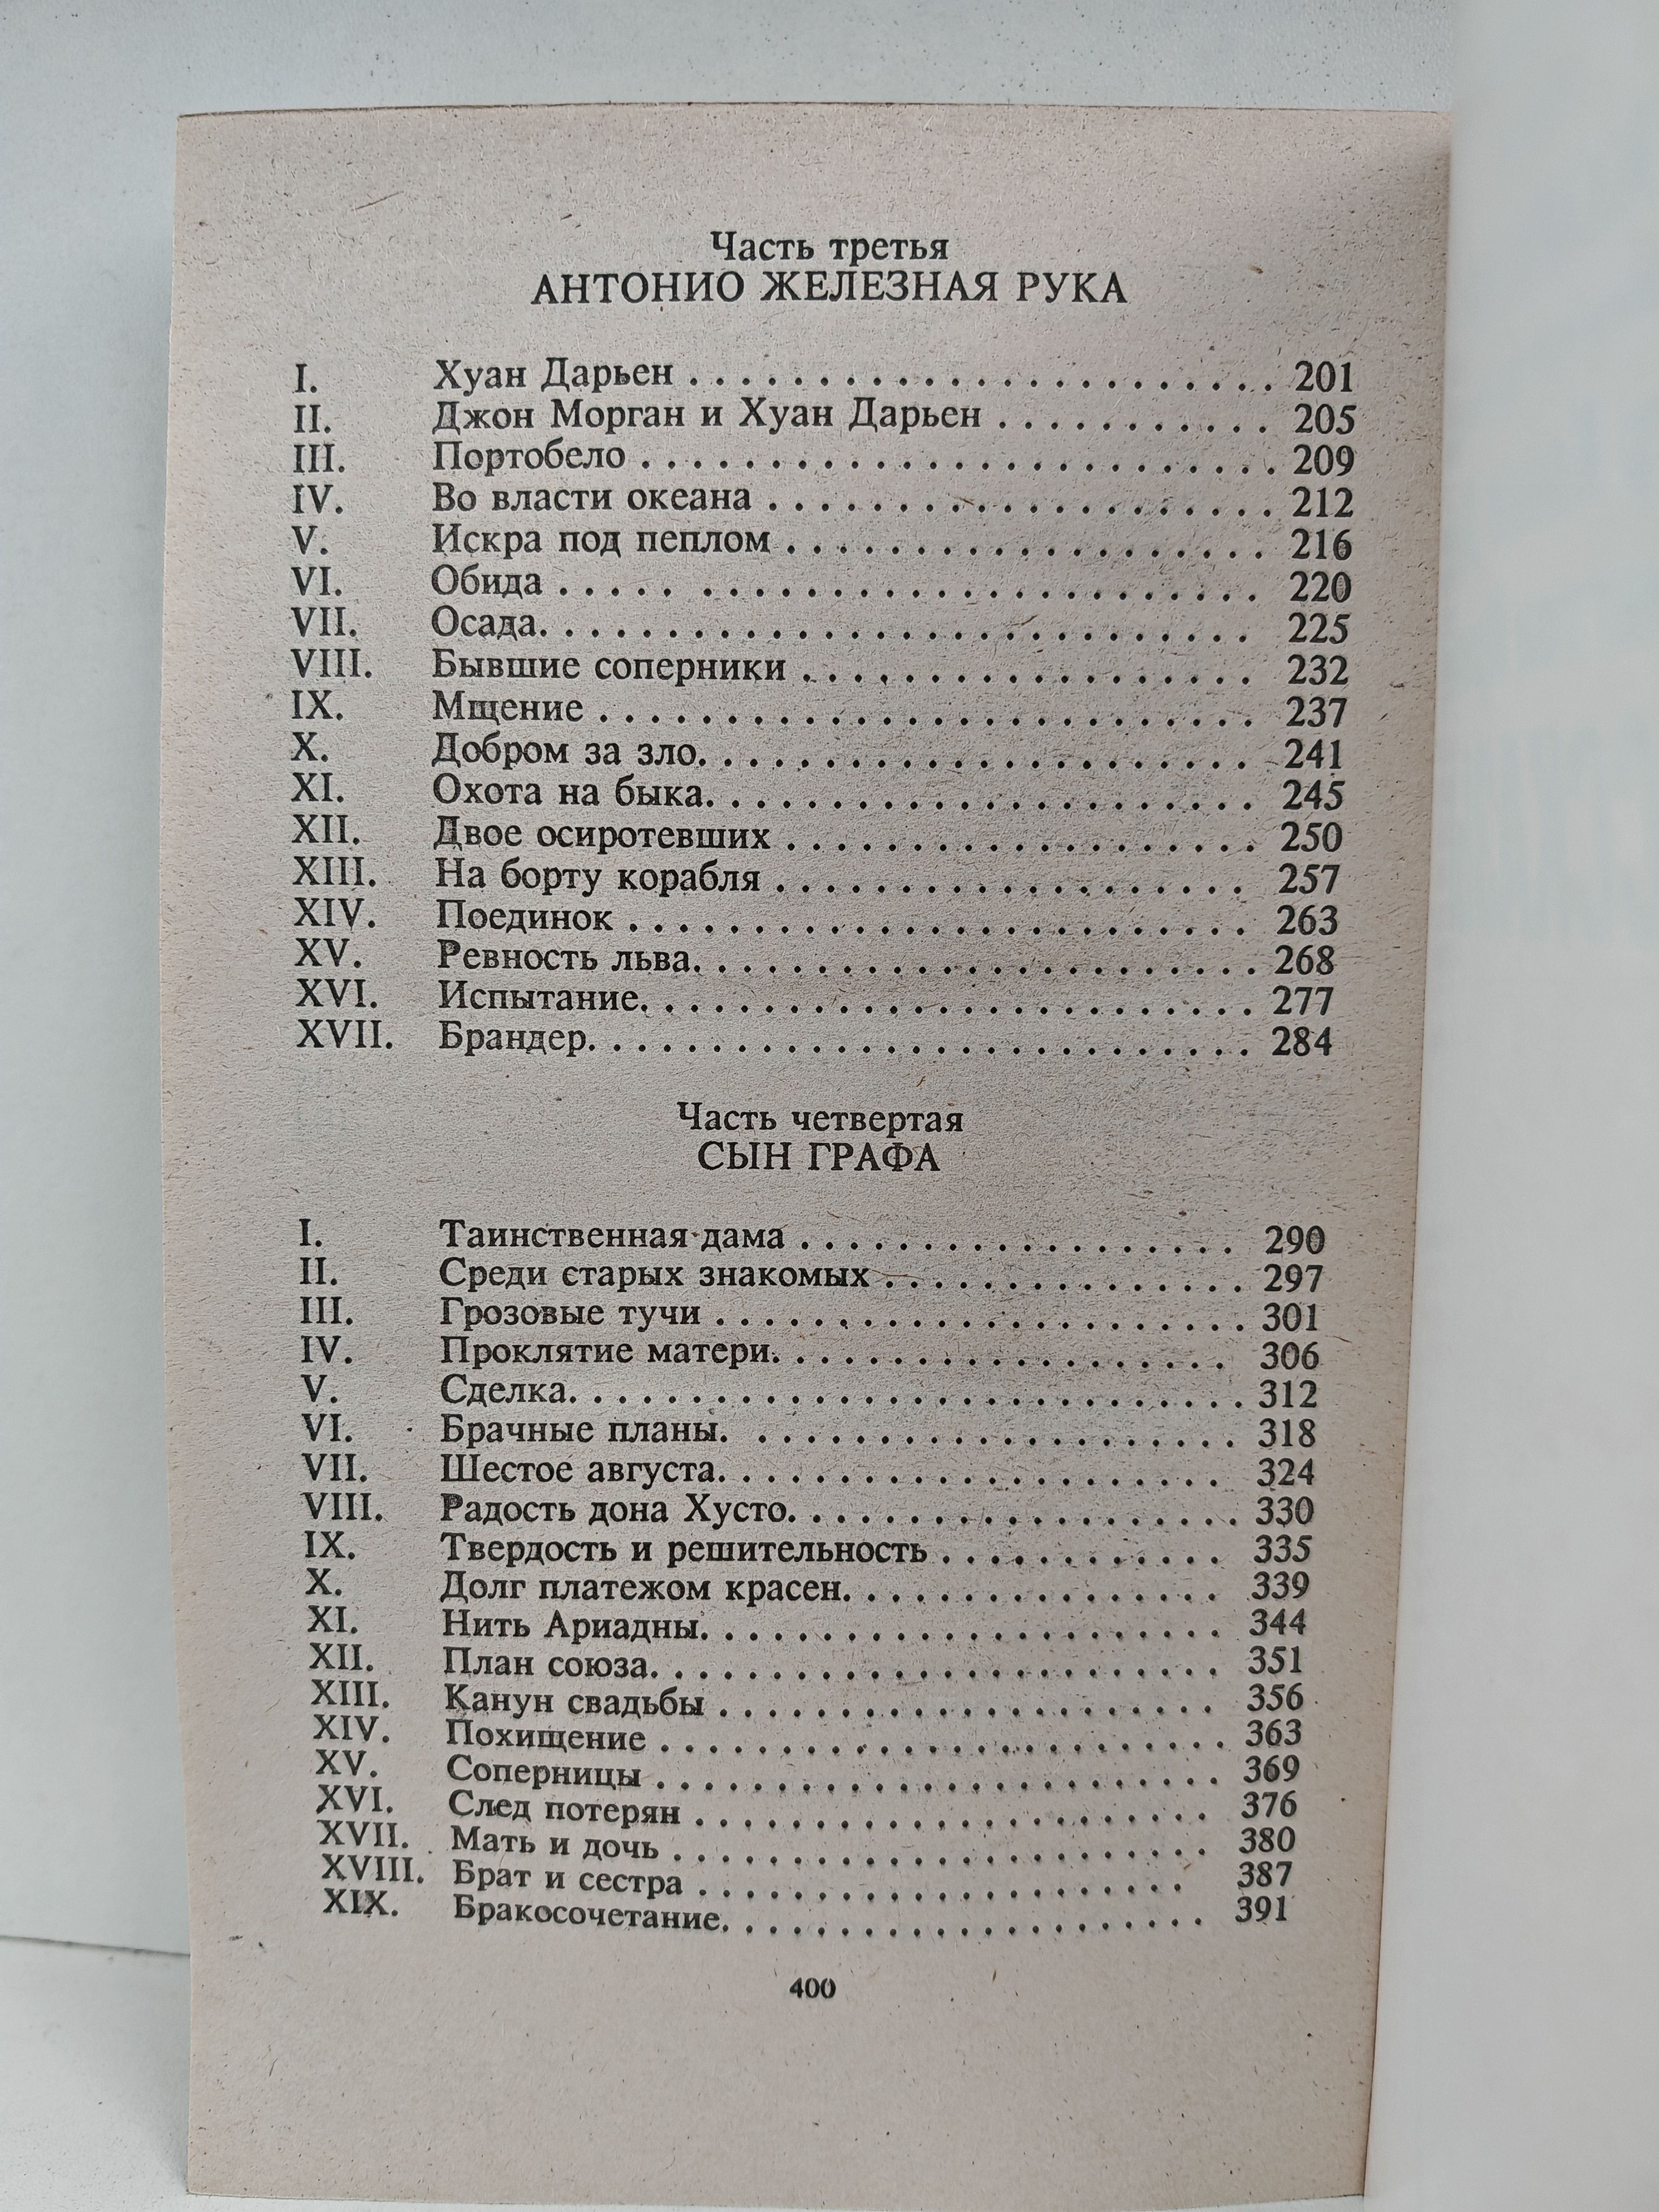 Часть третья
АНТОНИО ЖЕЛЕЗНАЯ РУКА
I. Хуан Дарьен . . . . . . . . . . . . . . . . . . . . . . . 201
II. Джон Морган и Хуан Дарьен . . . . . . . . . . . 205
III. Портобело . . . . . . . . . . . . . . . . . . . . . . . . . 209
IV. Во власти океана . . . . . . . . . . . . . . . . . . . . 212
V. Искра под пеплом . . . . . . . . . . . . . . . . . . . 216
VI. Обида . . . . . . . . . . . . . . . . . . . . . . . . . . . 220
VII. Осада. . . . . . . . . . . . . . . . . . . . . . . . . . . . 225
VIII. Бывшие соперники . . . . . . . . . . . . . . . . . . 232
IX. Мщение . . . . . . . . . . . . . . . . . . . . . . . . . . 237
X. Добром за зло. . . . . . . . . . . . . . . . . . . . . . 241
XI. Охота на быка. . . . . . . . . . . . . . . . . . . . . . 245
XII. Двое осиротевших . . . . . . . . . . . . . . . . . . . 250
XIII. На борту корабля . . . . . . . . . . . . . . . . . . . 257
XIV. Поединок . . . . . . . . . . . . . . . . . . . . . . . . . 263
XV. Ревность льва. . . . . . . . . . . . . . . . . . . . . . . 268
XVI. Испытание. . . . . . . . . . . . . . . . . . . . . . . . . 277
XVII. Брандер. . . . . . . . . . . . . . . . . . . . . . . . . . . 284
Часть четвертая
СЫН ГРАФА
I. Таинственная дама . . . . . . . . . . . . . . . . . . 290
II. Среди старых знакомых . . . . . . . . . . . . . . . 297
III. Грозовые тучи . . . . . . . . . . . . . . . . . . . . . 301
IV. Проклятие матери. . . . . . . . . . . . . . . . . . . 306
V. Сделка. . . . . . . . . . . . . . . . . . . . . . . . . . . 312
VI. Брачные планы. . . . . . . . . . . . . . . . . . . . . 318
VII. Шестое августа. . . . . . . . . . . . . . . . . . . . . 324
VIII. Радость дона Хусто. . . . . . . . . . . . . . . . . . . 330
IX. Твердость и решительность . . . . . . . . . . . . 335
X. Долг платежом красен. . . . . . . . . . . . . . . . 339
XI. Нить Ариадны. . . . . . . . . . . . . . . . . . . . . . 344
XII. План союза. . . . . . . . . . . . . . . . . . . . . . . . 351
XIII. Канун свадьбы . . . . . . . . . . . . . . . . . . . . . 356
XIV. Похищение . . . . . . . . . . . . . . . . . . . . . . . . 363
XV. Соперницы . . . . . . . . . . . . . . . . . . . . . . . . 369
XVI. След потерян . . . . . . . . . . . . . . . . . . . . . . 376
XVII. Мать и дочь . . . . . . . . . . . . . . . . . . . . . . . 380
XVIII. Брат и сестра . . . . . . . . . . . . . . . . . . . . . 387
XIX. Бракосочетание. . . . . . . . . . . . . . . . . . . . . 391
400